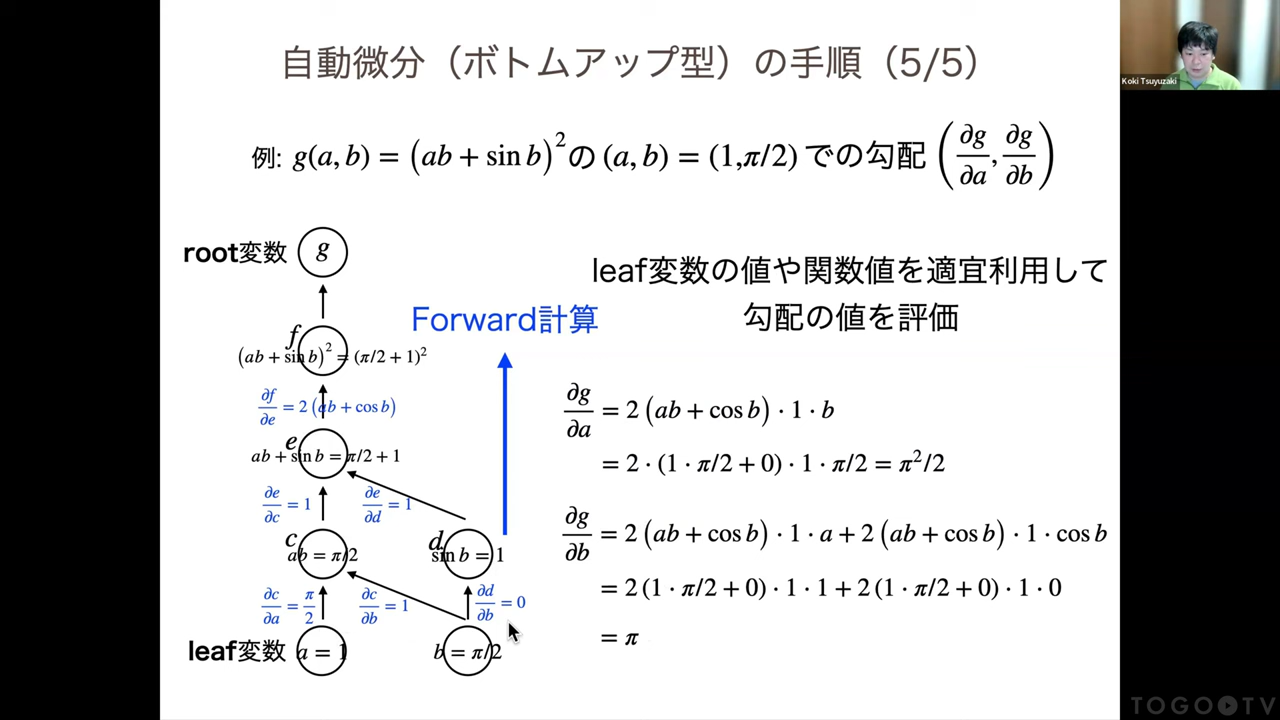 自動微分（ボトムアップ型）の手順（5/5）
Koki Tsuyuzaki
例: g(a, b) = (ab + sin b)² の (a, b) = (1,π/2) での勾配 (∂g/∂a, ∂g/∂b)
root変数 g
leaf変数の値や関数値を適宜利用して
勾配の値を評価
Forward計算
f
(ab + sin b)² = (π/2 + 1)²
∂f/∂e = 2 (ab + cos b)
e
ab + sin b = π/2 + 1
∂e/∂c = 1
∂e/∂d = 1
c
ab = π/2
d
sin b = 1
∂c/∂a = π/2
∂c/∂b = 1
∂d/∂b = 0
leaf変数 a = 1
b = π/2
∂g/∂a = 2 (ab + cos b) · 1 · b
= 2 · (1 · π/2 + 0) · 1 · π/2 = π²/2
∂g/∂b = 2 (ab + cos b) · 1 · a + 2 (ab + cos b) · 1 · cos b
= 2 (1 · π/2 + 0) · 1 · 1 + 2 (1 · π/2 + 0) · 1 · 0
= π
TOGO TV